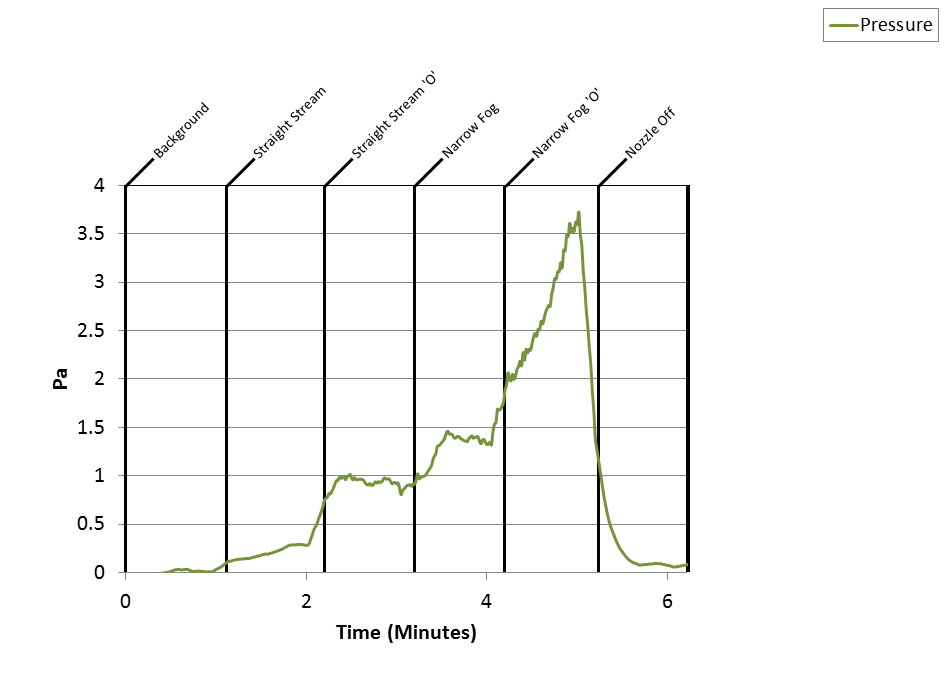 Pressure
Background
Straight Stream
Straight Stream 'O'
Narrow Fog
Narrow Fog 'O'
Nozzle Off
4
3.5
3
2.5
2
1.5
1
0.5
0
Pa
0 2 4 6
Time (Minutes)